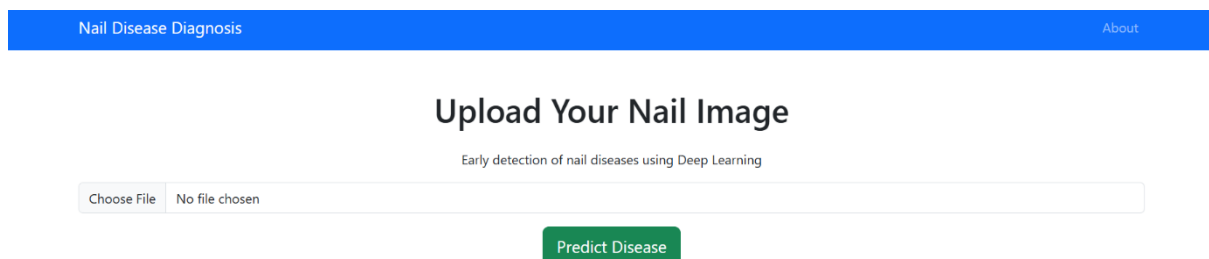 Nail Disease Diagnosis About
Upload Your Nail Image
Early detection of nail diseases using Deep Learning
Choose File No file chosen
Predict Disease